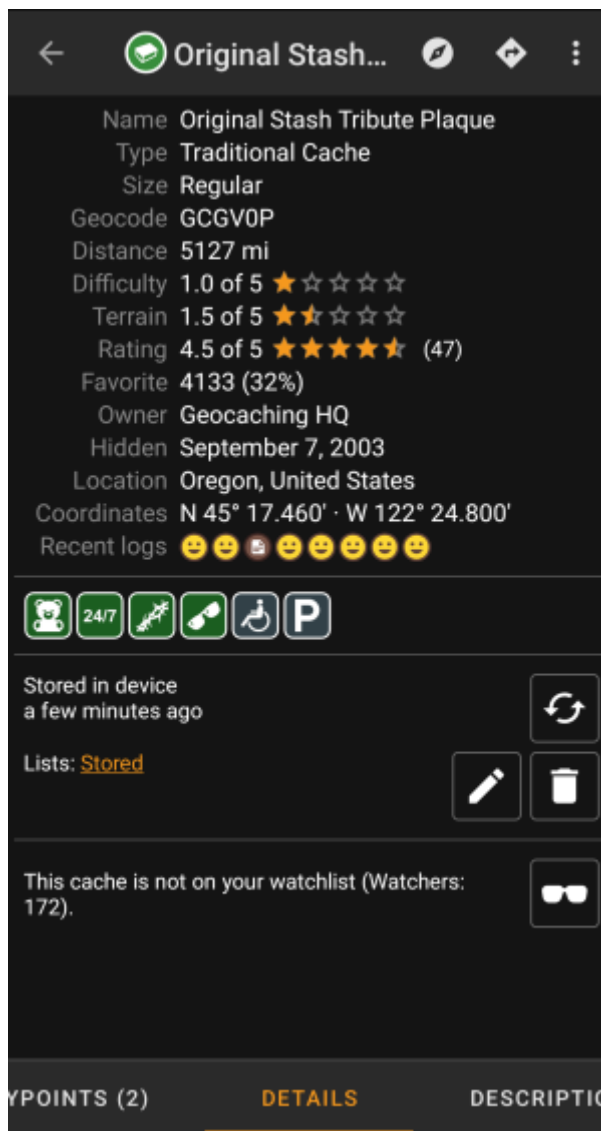 Original Stash...
Name Original Stash Tribute Plaque
Type Traditional Cache
Size Regular
Geocode GCGV0P
Distance 5127 mi
Difficulty 1.0 of 5
Terrain 1.5 of 5
Rating 4.5 of 5 (47)
Favorite 4133 (32%)
Owner Geocaching HQ
Hidden September 7, 2003
Location Oregon, United States
Coordinates N 45° 17.460' · W 122° 24.800'
Recent logs
24/7
P
Stored in device
a few minutes ago
Lists: Stored
This cache is not on your watchlist (Watchers:
172).
YPOINTS (2) DETAILS DESCRIPTIO